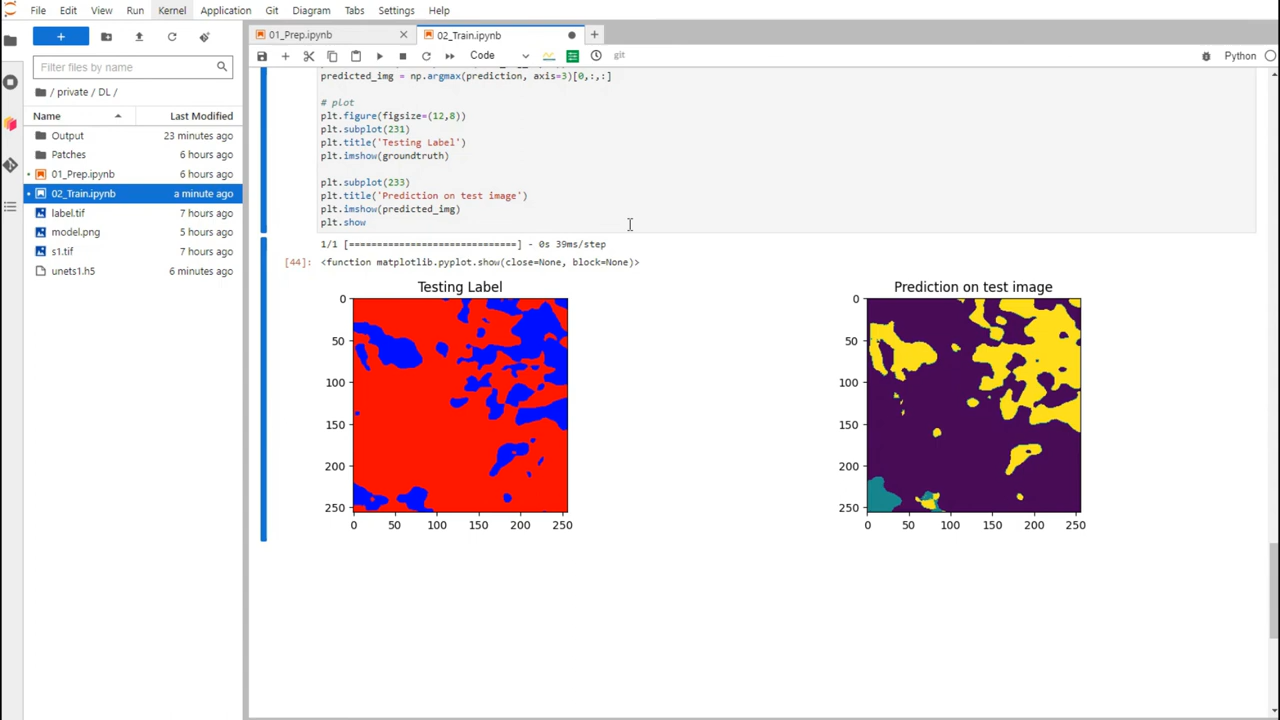 File Edit View Run Kernel Application Git Diagram Tabs Settings Help
01_Prep.ipynb
02_Train.ipynb
Code
git
Python
Filter files by name
/ private / DL /
Name Last Modified
Output 23 minutes ago
Patches 6 hours ago
01_Prep.ipynb 6 hours ago
02_Train.ipynb a minute ago
label.tif 7 hours ago
model.png 7 hours ago
s1.tif 7 hours ago
unets1.h5 6 minutes ago
predicted_img = np.argmax(prediction, axis=3)[0,:,:]
# plot
plt.figure(figsize=(12,8))
plt.subplot(231)
plt.title('Testing Label')
plt.imshow(groundtruth)
plt.subplot(233)
plt.title('Prediction on test image')
plt.imshow(predicted_img)
plt.show
1/1 [==============================] - 0s 39ms/step
[44]: <function matplotlib.pyplot.show(close=None, block=None)>
Testing Label
0
50
100
150
200
250
0 50 100 150 200 250
Prediction on test image
0
50
100
150
200
250
0 50 100 150 200 250